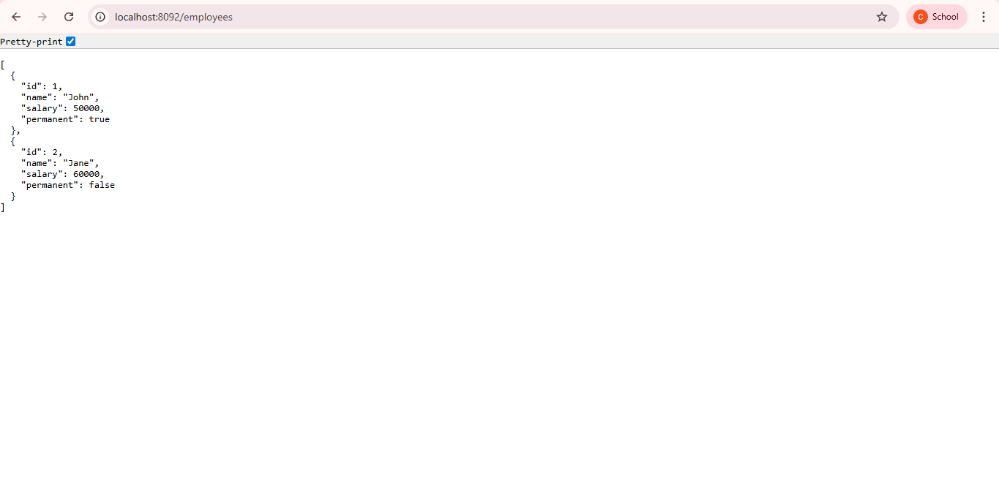 localhost:8092/employees
C School
Pretty-print
[
  {
    "id": 1,
    "name": "John",
    "salary": 50000,
    "permanent": true
  },
  {
    "id": 2,
    "name": "Jane",
    "salary": 60000,
    "permanent": false
  }
]